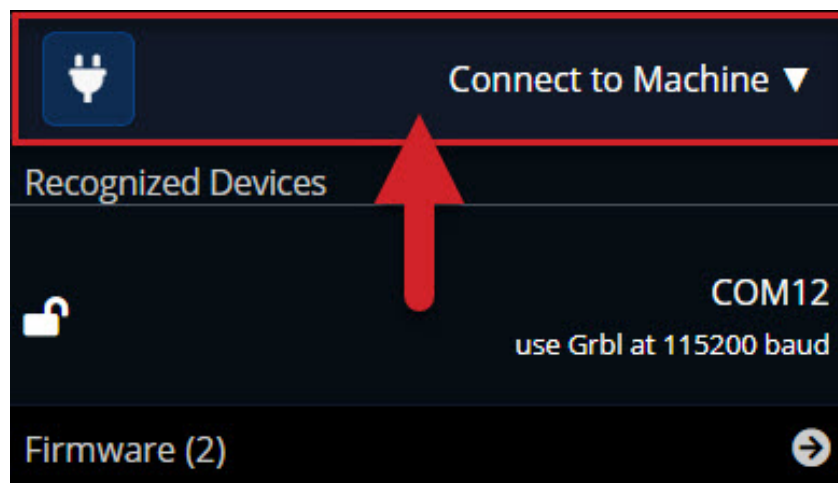 Connect to Machine ▼
Recognized Devices
COM12
use Grbl at 115200 baud
Firmware (2)